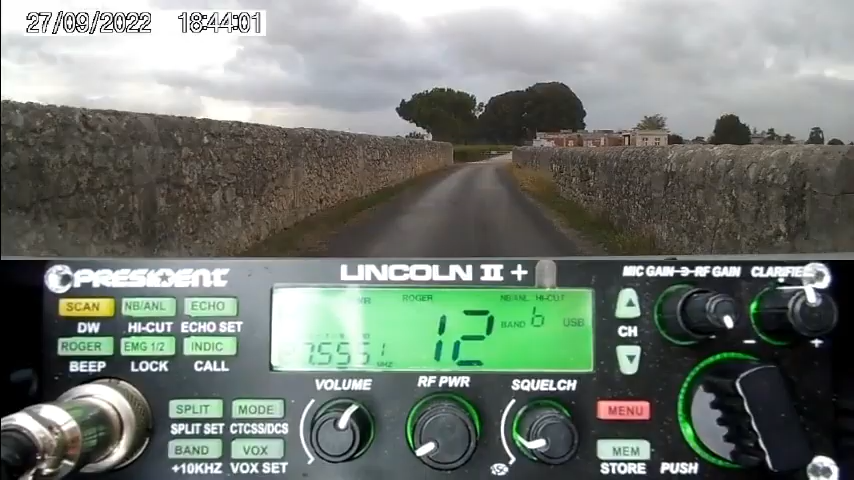 27/09/2022 18:44:01
PRESIDENT
LINCOLN II +
MIC GAIN RF GAIN CLARIFIER
SCAN NB/ANL ECHO
DW HI-CUT ECHO SET
ROGER EMG 1/2 INDIC
BEEP LOCK CALL
ROGER NB/ANL HI-CUT
12 BAND 6 USB
CH
VOLUME RF PWR SQUELCH
SPLIT MODE
SPLIT SET CTCSS/DCS
BAND VOX
+10KHZ VOX SET
MENU
MEM
STORE PUSH
- +